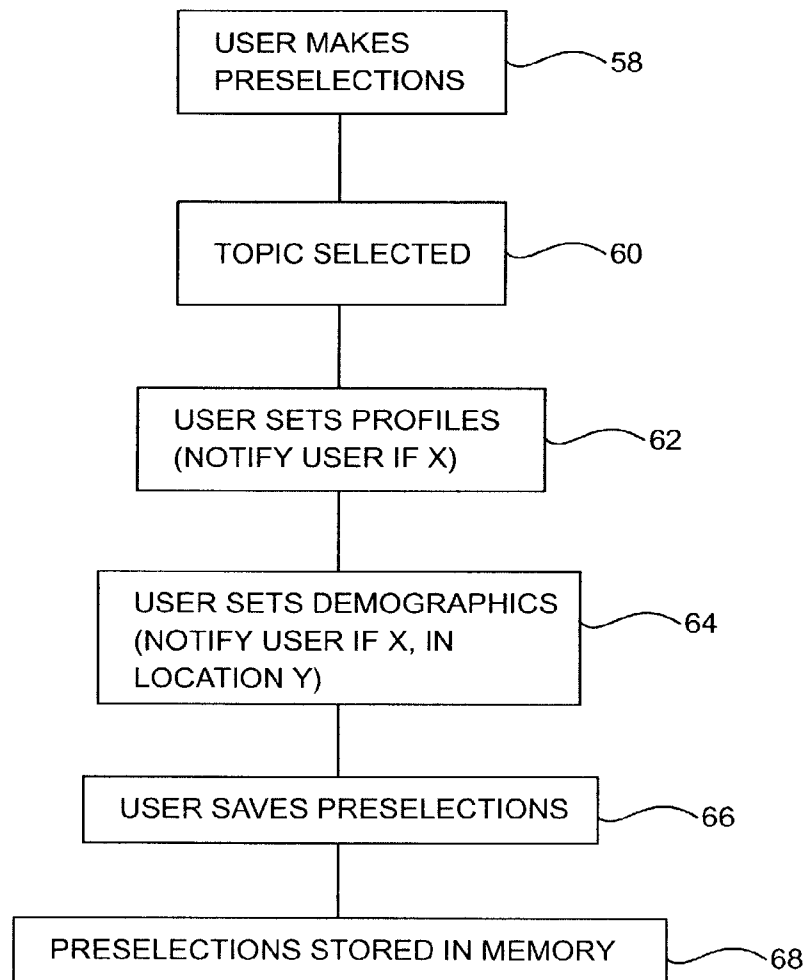 USER MAKES
PRESELECTIONS
58
TOPIC SELECTED
60
USER SETS PROFILES
(NOTIFY USER IF X)
62
USER SETS DEMOGRAPHICS
(NOTIFY USER IF X, IN
LOCATION Y)
64
USER SAVES PRESELECTIONS
66
PRESELECTIONS STORED IN MEMORY
68